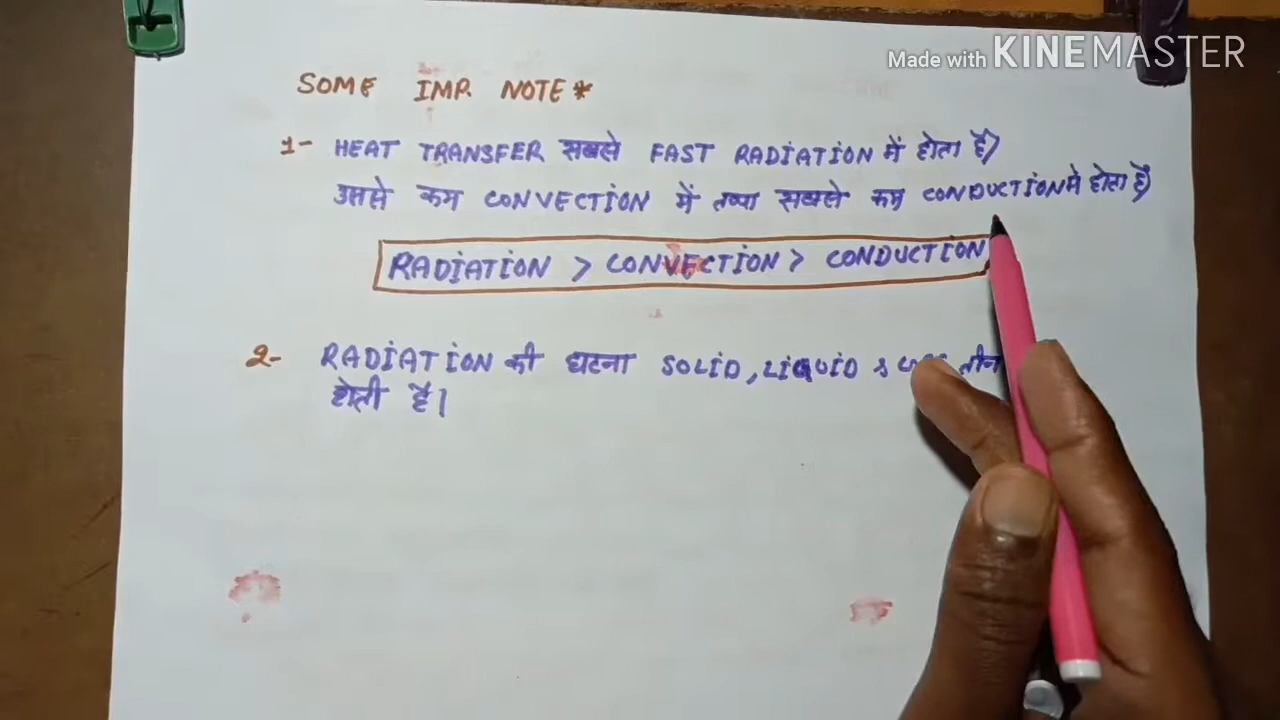 Made with KINEMASTER
SOME IMP. NOTE*
1- HEAT TRANSFER सबसे FAST RADIATION में होता है)
उससे कम CONVECTION में तथा सबसे कम CONDUCTION मे होता है)
RADIATION > CONVECTION > CONDUCTION
2- RADIATION की घटना SOLID, LIQUID &
होती है।